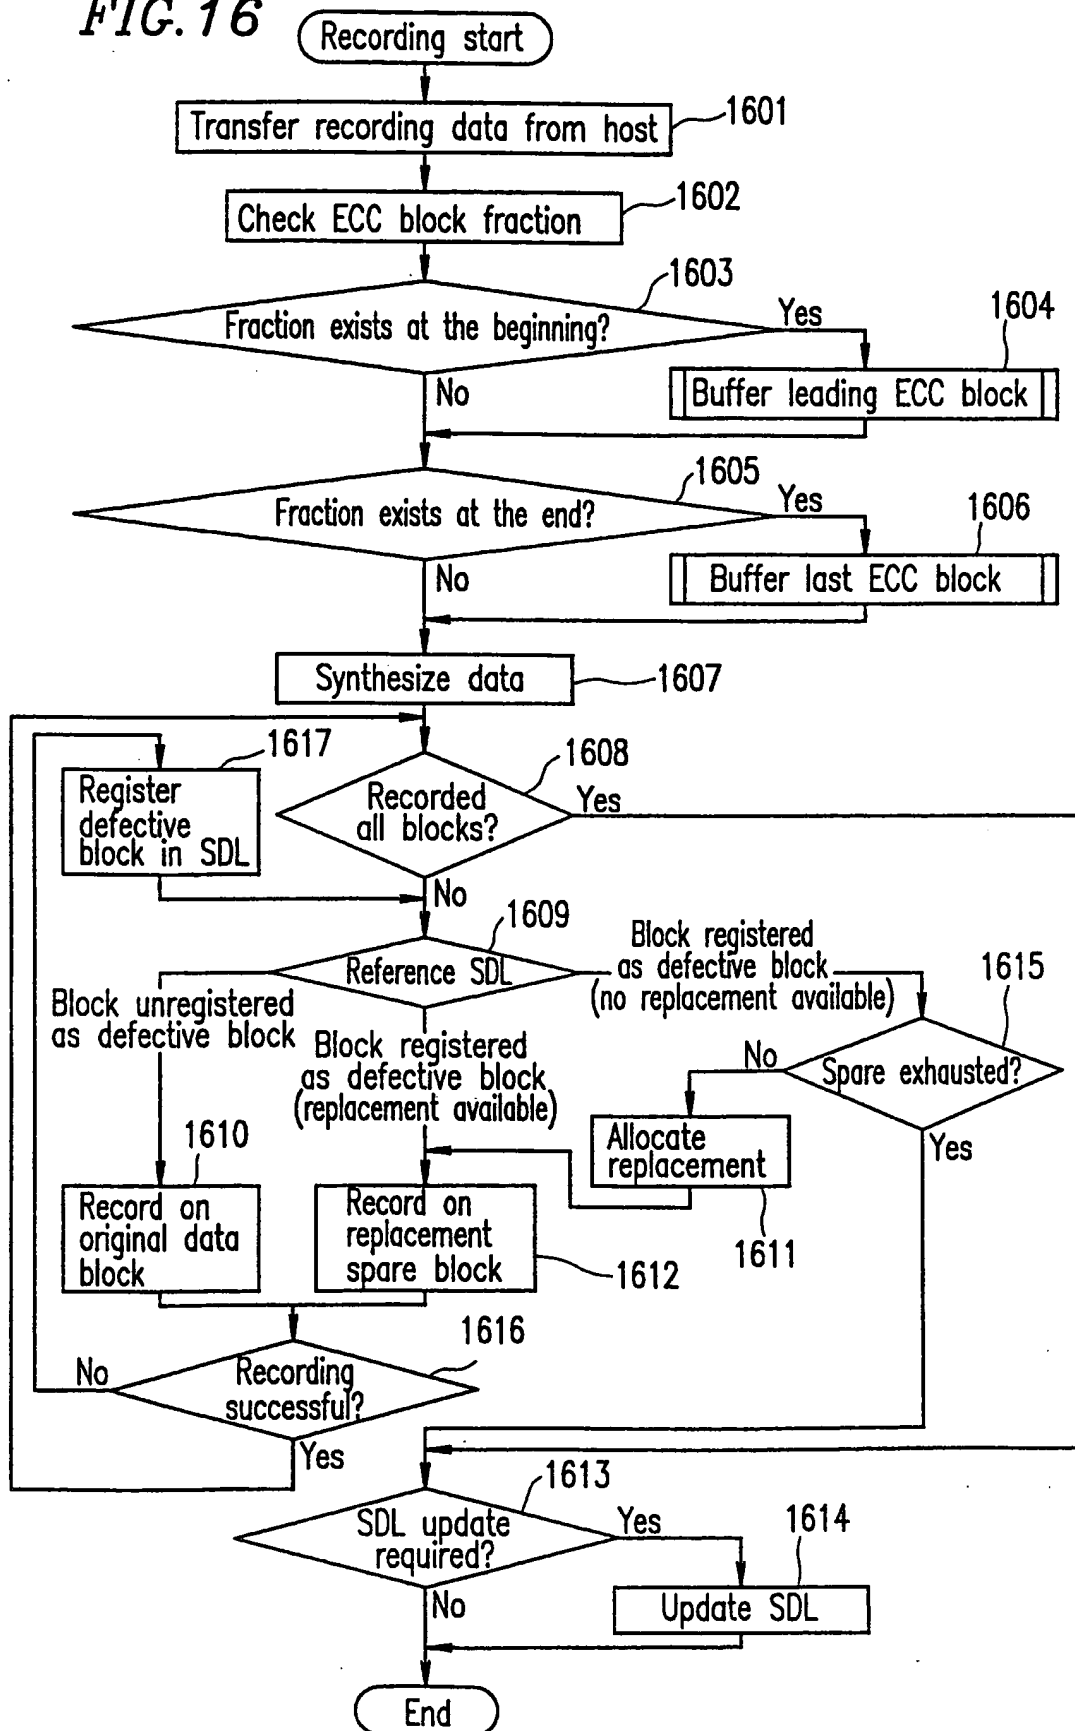 FIG. 16
Recording start
Transfer recording data from host
1601
Check ECC block fraction
1602
1603
Fraction exists at the beginning?
Yes
1604
Buffer leading ECC block
No
1605
Fraction exists at the end?
Yes
1606
Buffer last ECC block
No
Synthesize data
1607
1617
Register
defective
block in SDL
1608
Recorded
all blocks?
Yes
No
1609
Reference SDL
Block registered
as defective block
(no replacement available)
1615
Block unregistered
as defective block
Block registered
as defective block
(replacement available)
No
Spare exhausted?
Yes
1610
Allocate
replacement
1611
Record on
original data
block
Record on
replacement
spare block
1612
1616
No
Recording
successful?
Yes
1613
SDL update
required?
Yes
1614
Update SDL
No
End